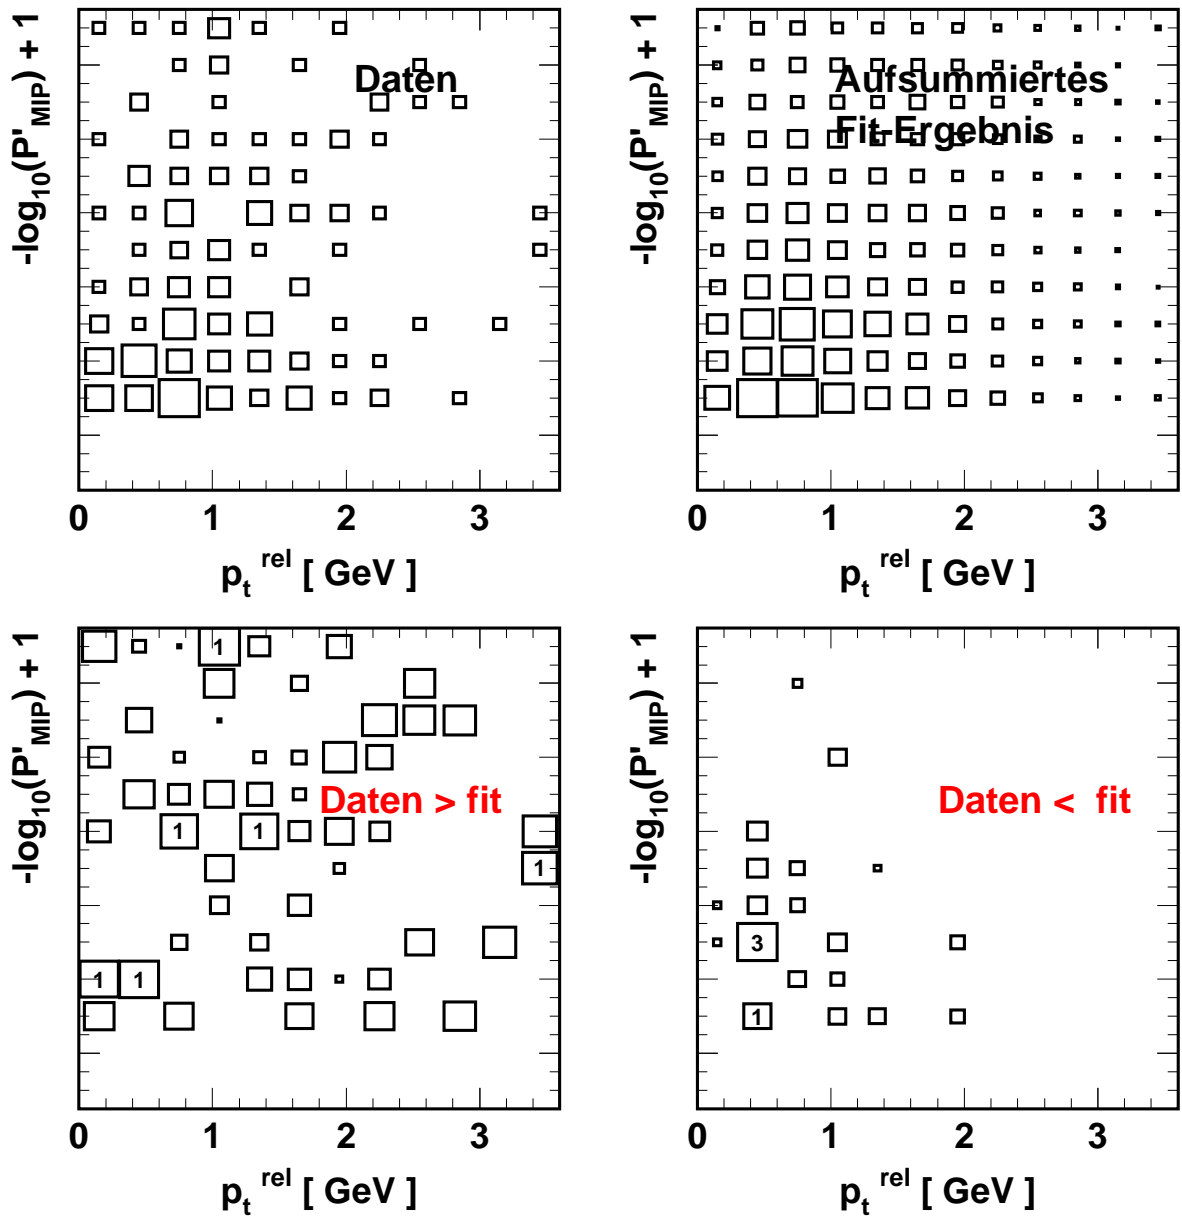 -log10(P'MIP) + 1
Daten
0 1 2 3
pt rel [ GeV ]
-log10(P'MIP) + 1
Aufsummiertes
Fit-Ergebnis
0 1 2 3
pt rel [ GeV ]
-log10(P'MIP) + 1
1
Daten > fit
1 1
1
1 1
0 1 2 3
pt rel [ GeV ]
-log10(P'MIP) + 1
Daten < fit
3
1
0 1 2 3
pt rel [ GeV ]